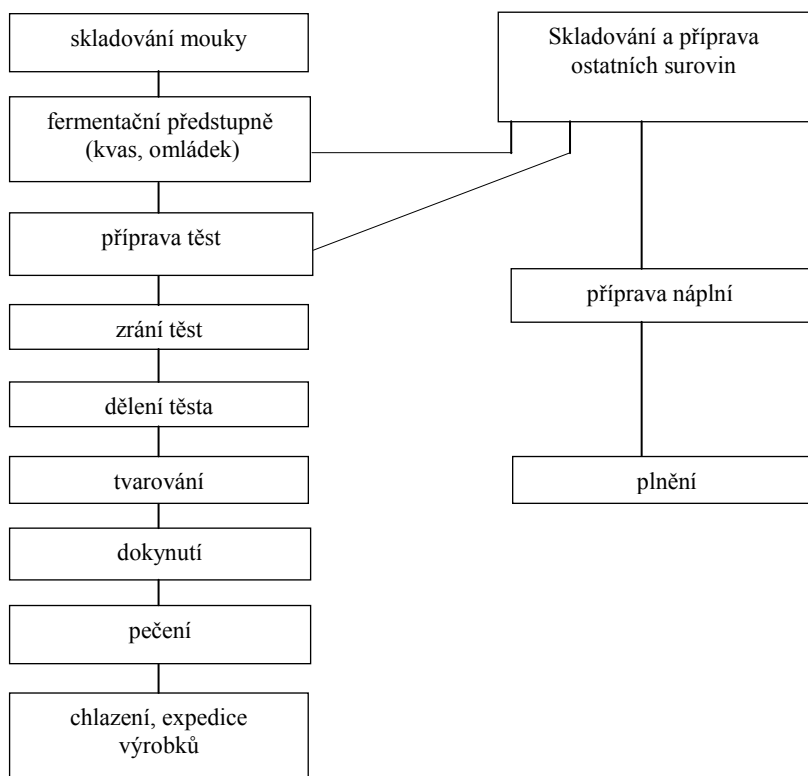 skladování mouky
fermentační předstupně
(kvas, omládek)
příprava těst
zrání těst
dělení těsta
tvarování
dokynutí
pečení
chlazení, expedice
výrobků
Skladování a příprava
ostatních surovin
příprava náplní
plnění